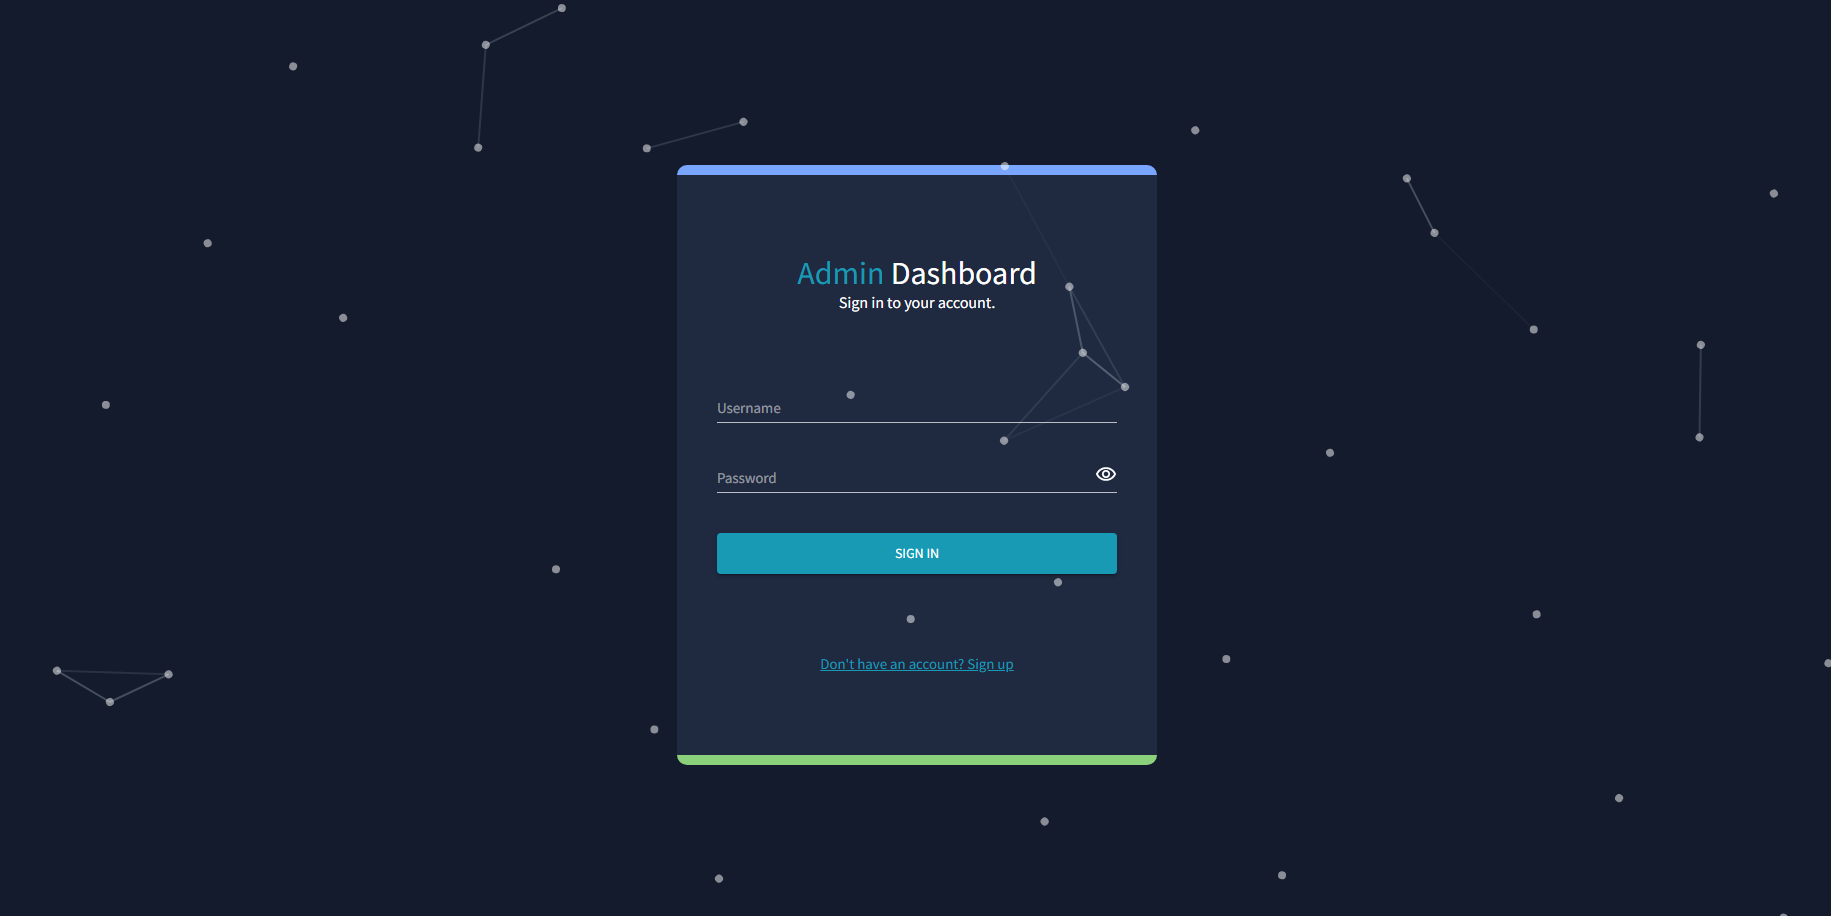 Admin Dashboard
Sign in to your account.
Username
Password
SIGN IN
Don't have an account? Sign up